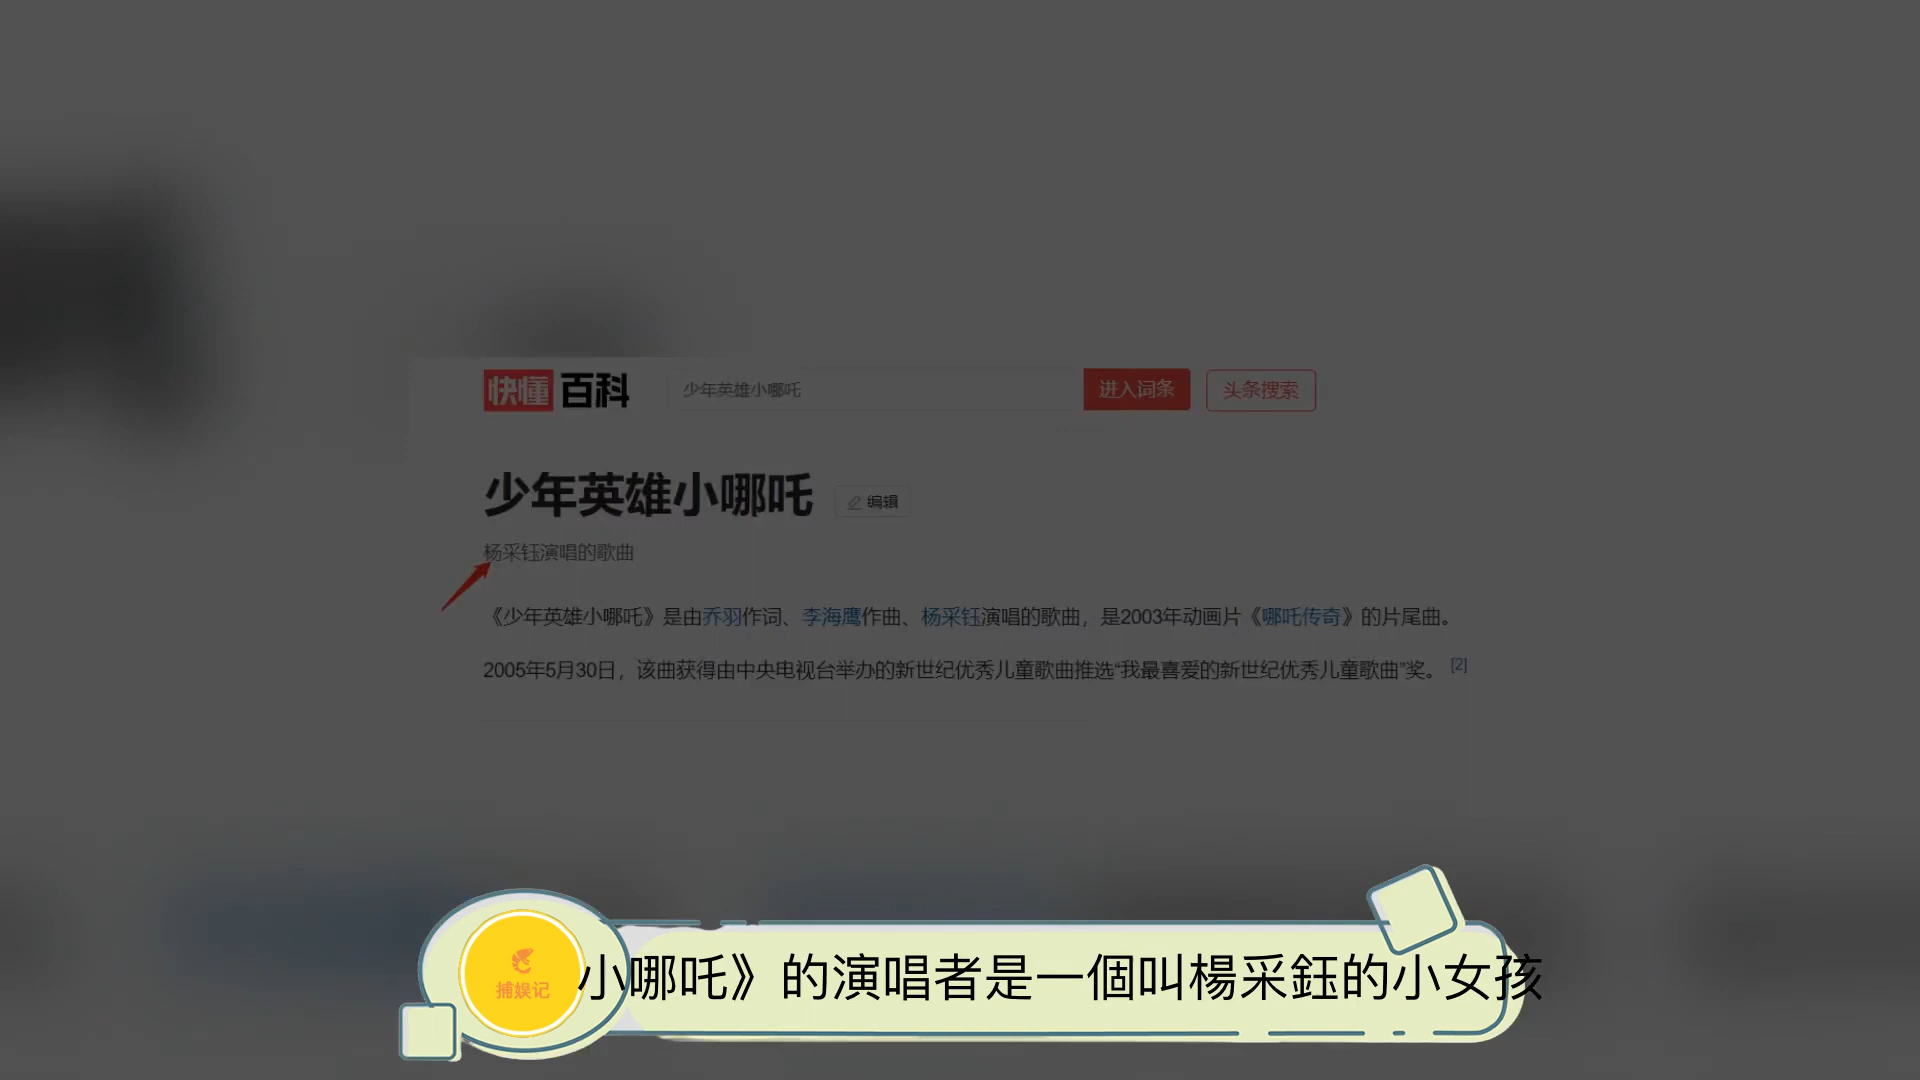 快懂百科 少年英雄小哪吒 进入词条 头条搜索
少年英雄小哪吒 编辑
杨采钰演唱的歌曲
《少年英雄小哪吒》是由乔羽作词、李海鹰作曲、杨采钰演唱的歌曲，是2003年动画片《哪吒传奇》的片尾曲。
2005年5月30日，该曲获得由中央电视台举办的新世纪优秀儿童歌曲推选“我最喜爱的新世纪优秀儿童歌曲”奖。 [2]
小哪吒》的演唱者是一個叫楊采鈺的小女孩
捕娱记